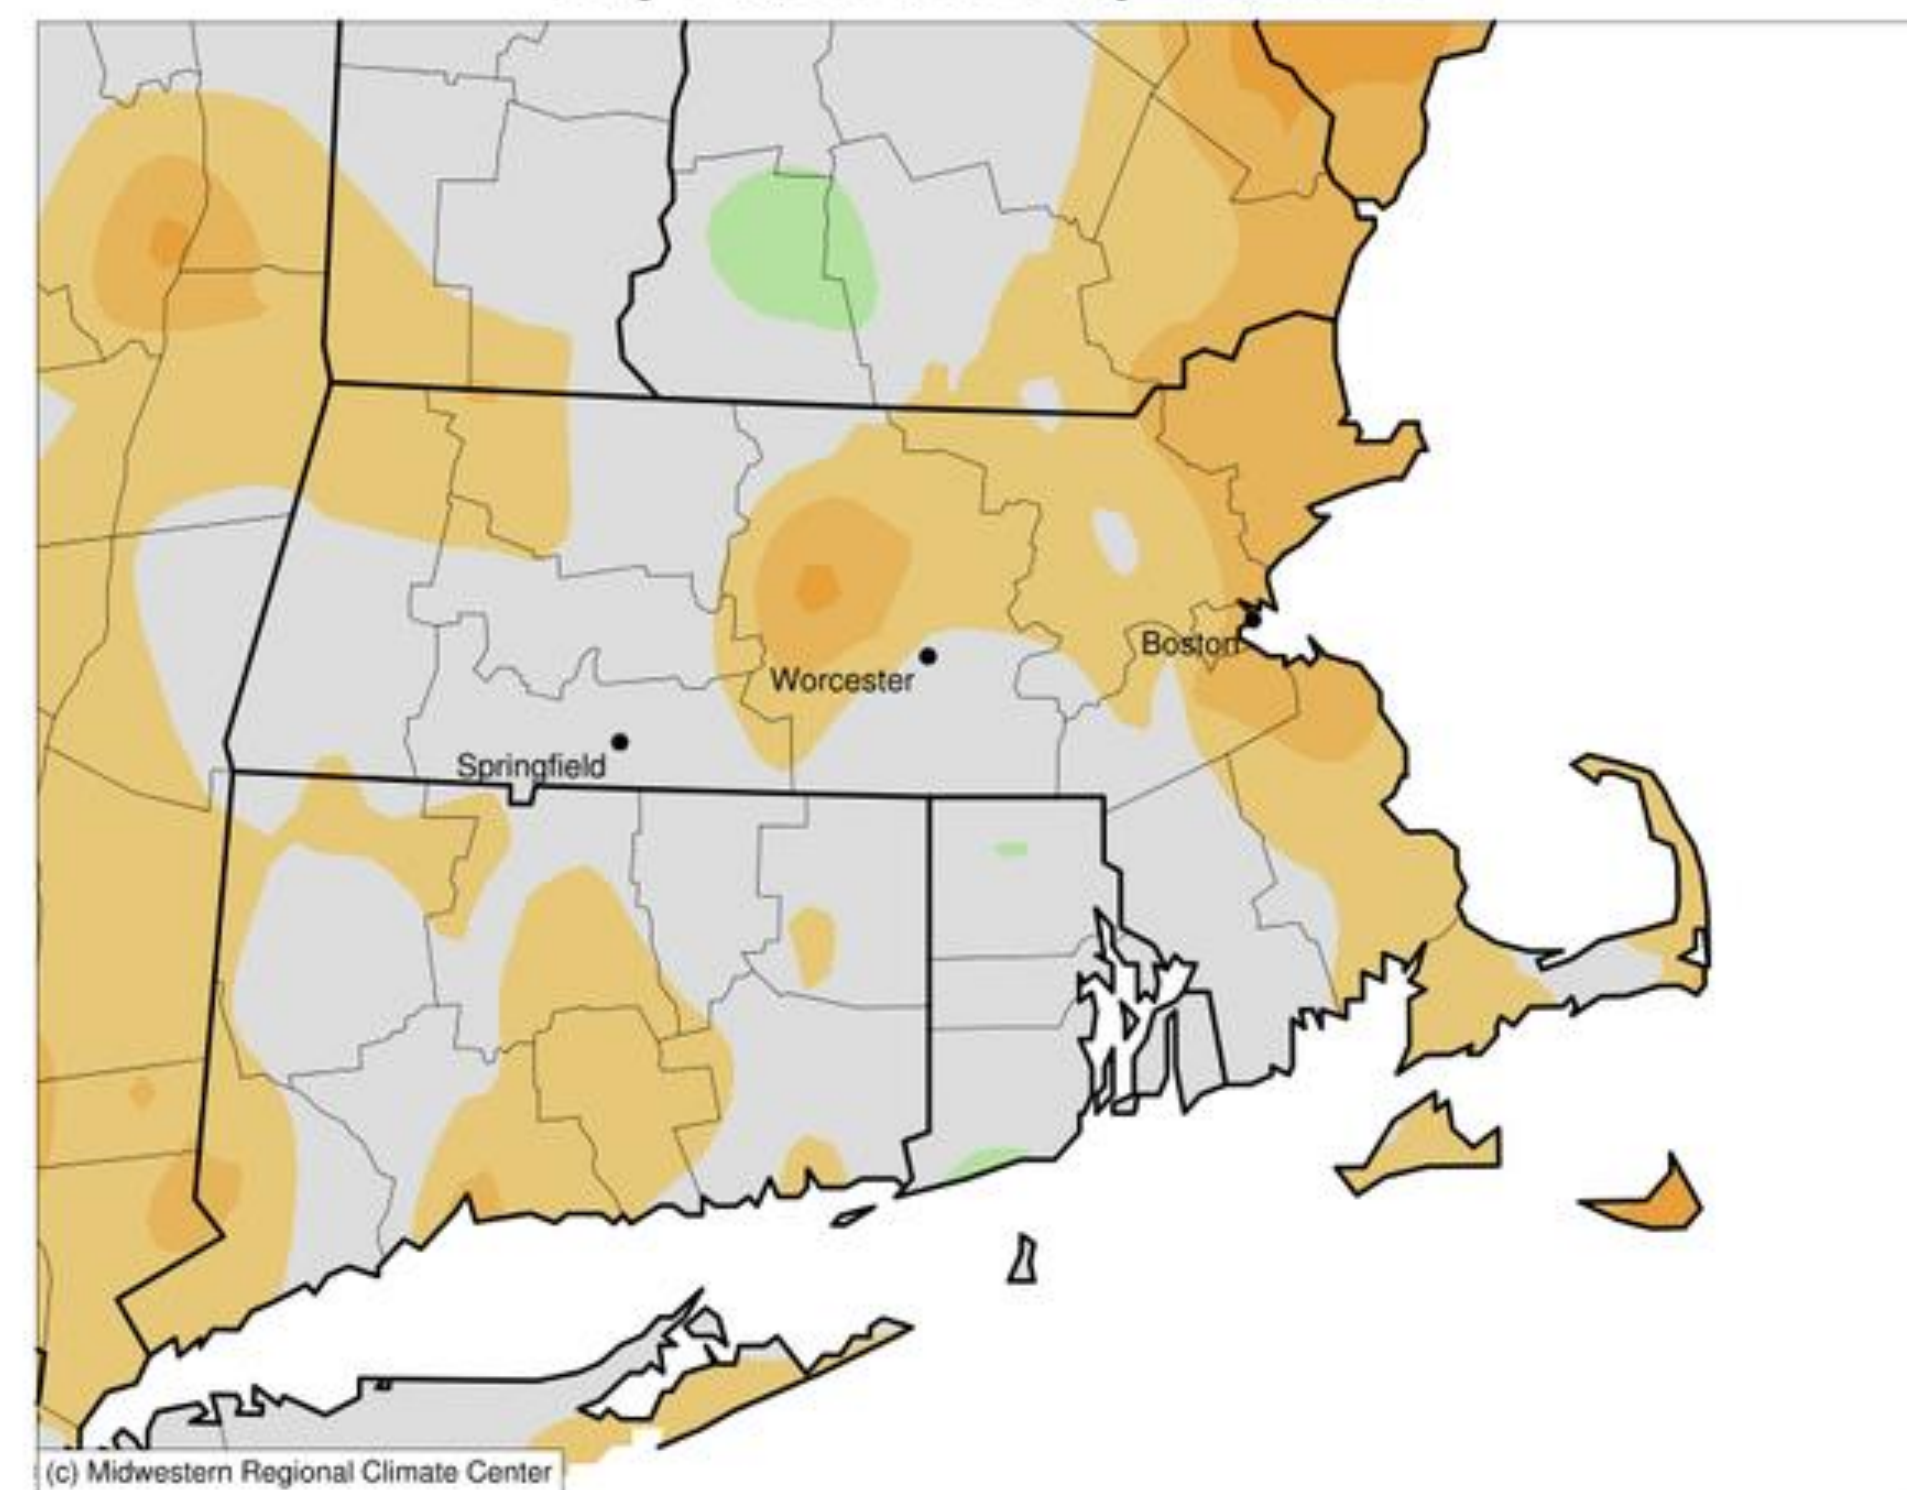 Boston
Worcester
Springfield
(c) Midwestern Regional Climate Center